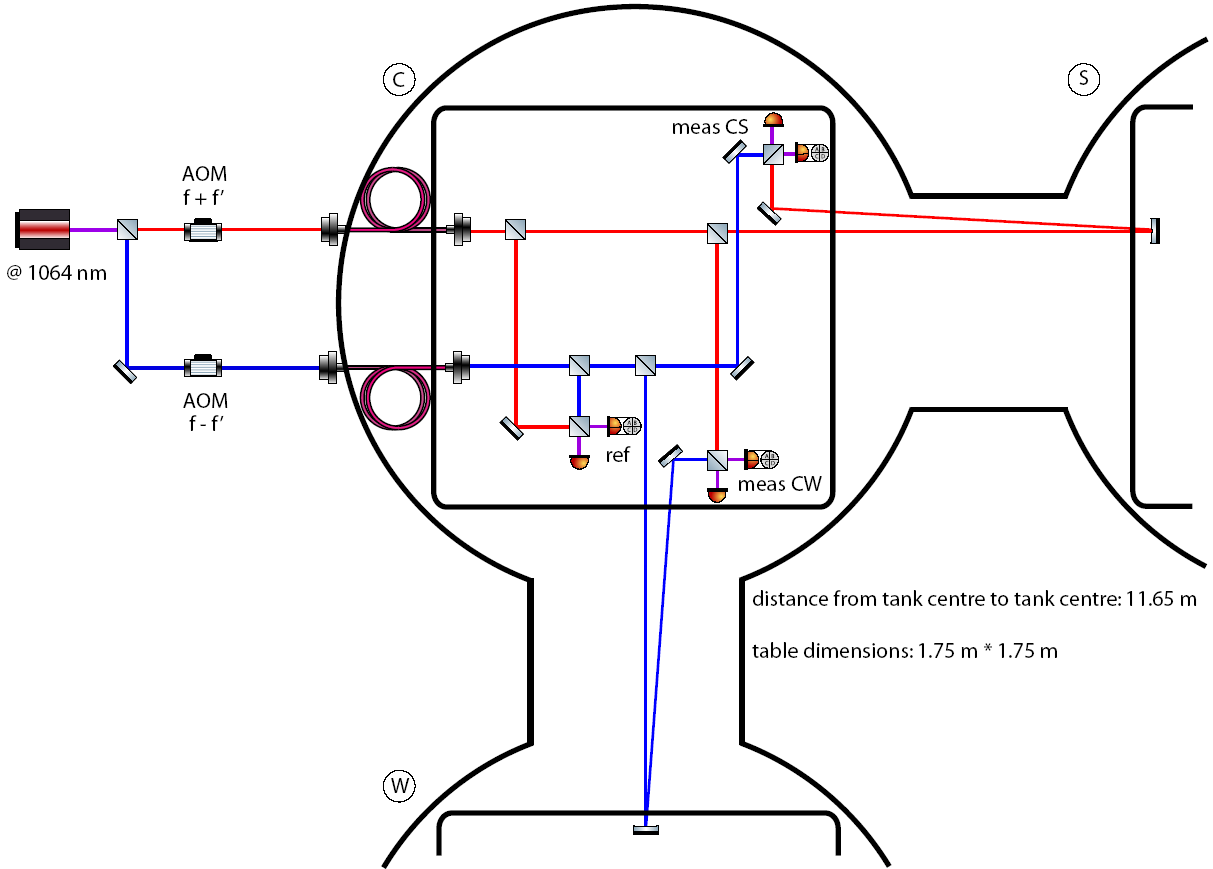 C
S
meas CS
AOM
f + f'
@ 1064 nm
AOM
f - f'
ref
meas CW
distance from tank centre to tank centre: 11.65 m
table dimensions: 1.75 m * 1.75 m
W